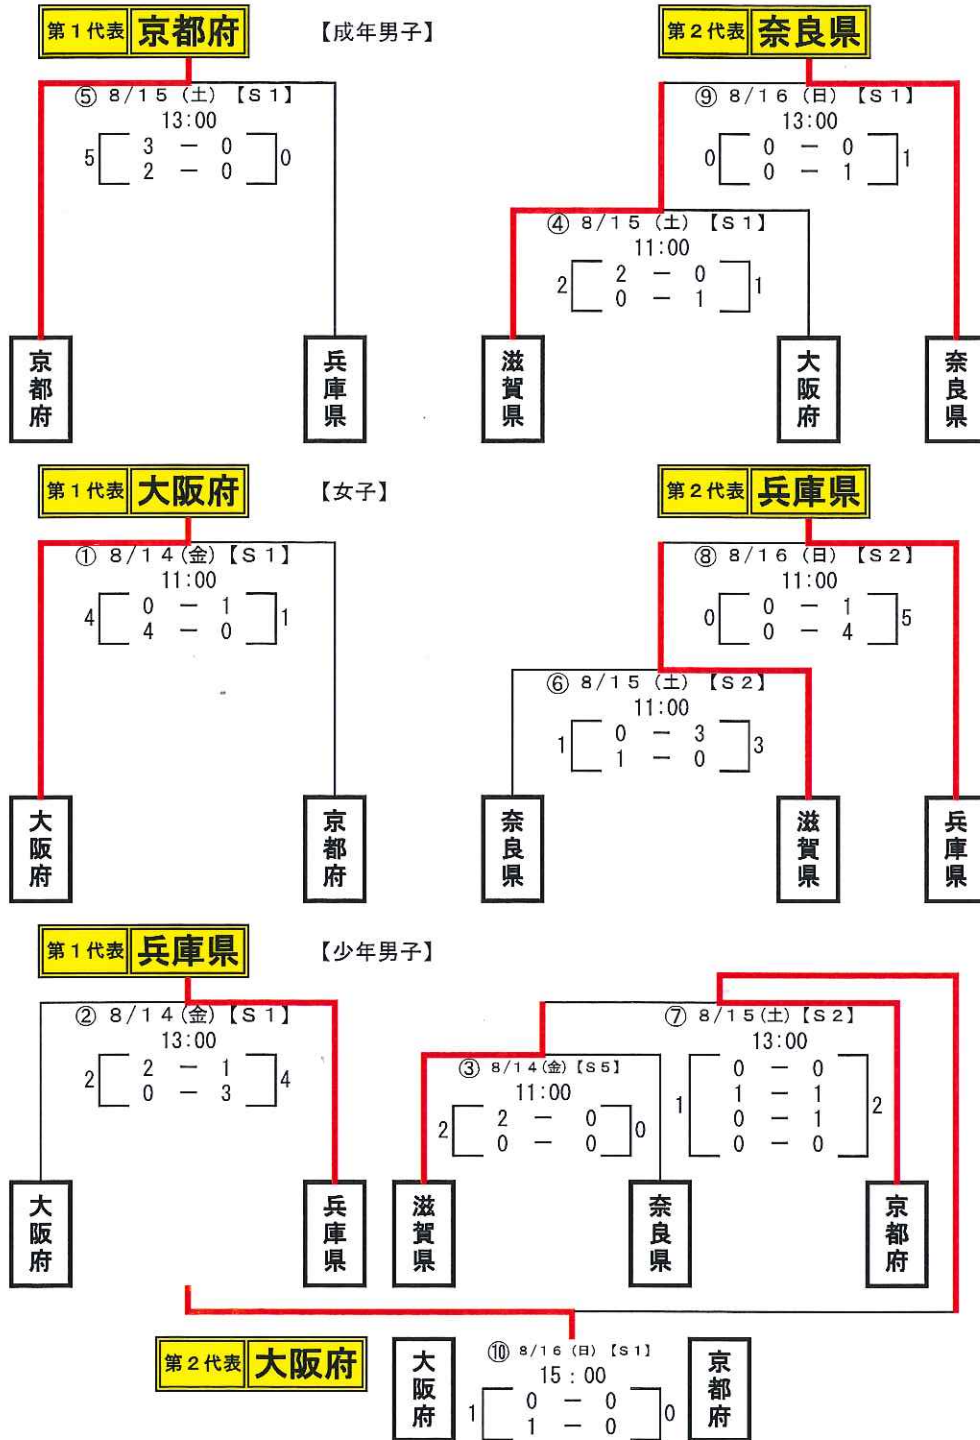 第1代表 京都府 【成年男子】 第2代表 奈良県
⑤ 8/15 (土) 【S1】
13:00
5 3 － 0 0
2 － 0
⑨ 8/16 (日) 【S1】
13:00
0 0 － 0 1
0 － 1
④ 8/15 (土) 【S1】
11:00
2 2 － 0 1
0 － 1
京都府
兵庫県
滋賀県
大阪府
奈良県
第1代表 大阪府 【女子】 第2代表 兵庫県
① 8/14(金)【S1】
11:00
4 0 － 1 1
4 － 0
⑧ 8/16 (日) 【S2】
11:00
0 0 － 1 5
0 － 4
⑥ 8/15 (土) 【S2】
11:00
1 0 － 3 3
1 － 0
大阪府
京都府
奈良県
滋賀県
兵庫県
第1代表 兵庫県 【少年男子】
② 8/14(金)【S1】
13:00
2 2 － 1 4
0 － 3
③ 8/14(金)【S5】
11:00
2 2 － 0 0
0 － 0
⑦ 8/15(土)【S2】
13:00
1 0 － 0 2
1 － 1
0 － 1
0 － 0
大阪府
兵庫県
滋賀県
奈良県
京都府
第2代表 大阪府
大阪府
⑩ 8/16 (日) 【S1】
15：00
1 0 － 0 0
1 － 0
京都府